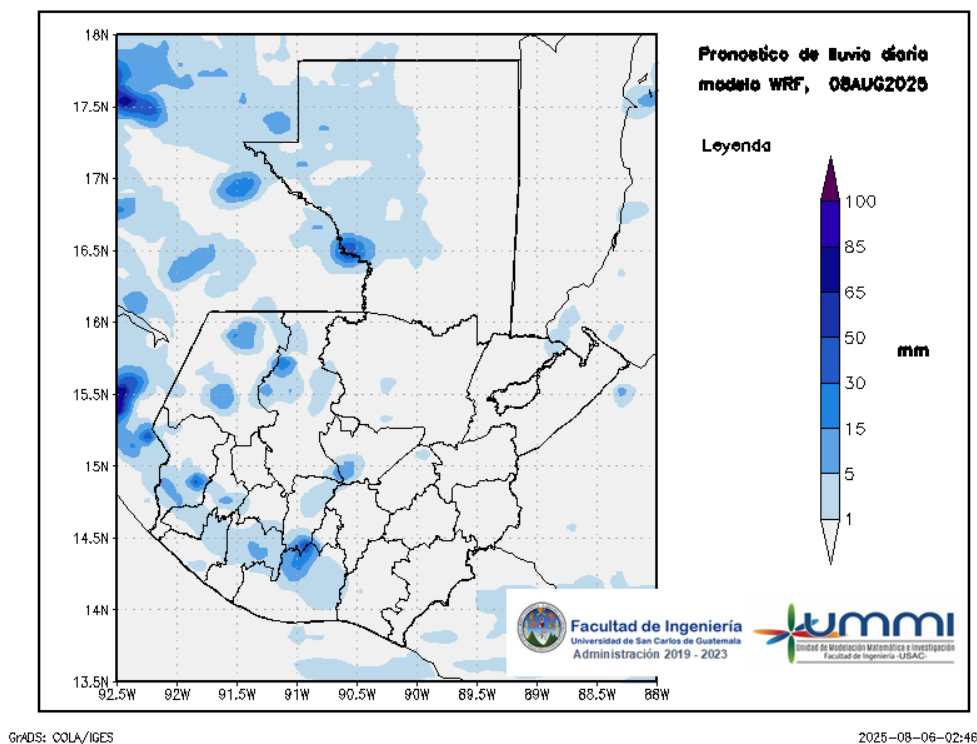 Pronostico de lluvia diaria
modelo WRF, 08AUG2025
Leyenda
100
85
65
50
30
15
5
1
mm
18N
17.5N
17N
16.5N
16N
15.5N
15N
14.5N
14N
13.5N
92.5W
92W
91.5W
91W
90.5W
90W
89.5W
89W
88.5W
88W
Facultad de Ingeniería
Universidad de San Carlos de Guatemala
Administración 2019 - 2023
UMMI
Unidad de Modelación Matemática e Investigación
Facultad de Ingeniería -USAC-
GrADS: COLA/IGES
2025-08-06-02:46